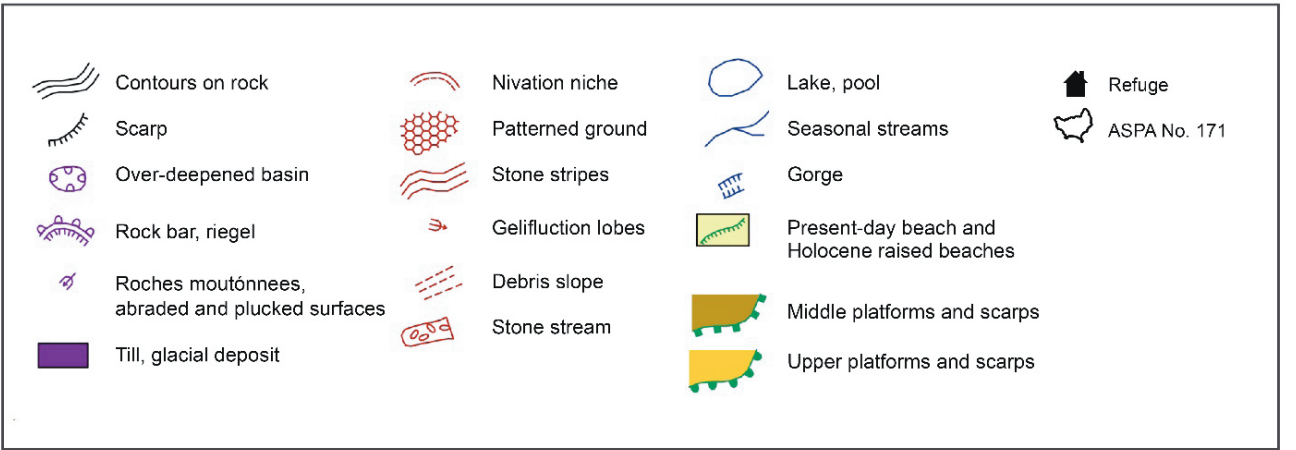 Contours on rock
Scarp
Over-deepened basin
Rock bar, riegel
Roches moutónnees,
abraded and plucked surfaces
Till, glacial deposit
Nivation niche
Patterned ground
Stone stripes
Gelifluction lobes
Debris slope
Stone stream
Lake, pool
Seasonal streams
Gorge
Present-day beach and
Holocene raised beaches
Middle platforms and scarps
Upper platforms and scarps
Refuge
ASPA No. 171